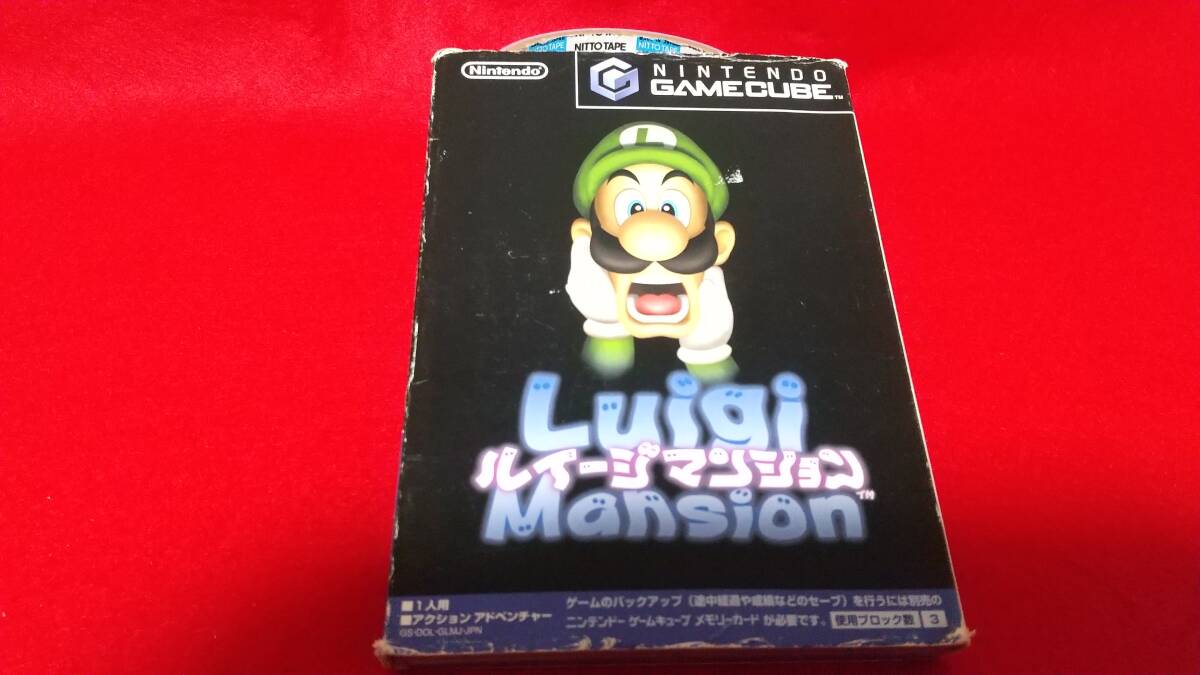 NITTO TAPE
NITTO TAPE
NITTO TAPE
Nintendo
NINTENDO
GAMECUBE™
L
Luigi
ルイージマンション
Mansion™
■1人用
■アクション アドベンチャー
GS-DOL-GLMJ-JPN
ゲームのバックアップ(途中経過や成績などのセーブ)を行うには別売の
ニンテンドー ゲームキューブ メモリーカード が必要です。 使用ブロック数 3